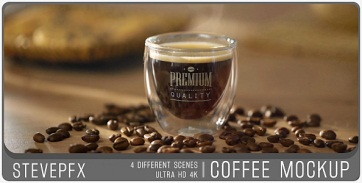 PREMIUM
QUALITY
STEVEPFX
4 DIFFERENT SCENES
ULTRA HD 4K
COFFEE MOCKUP